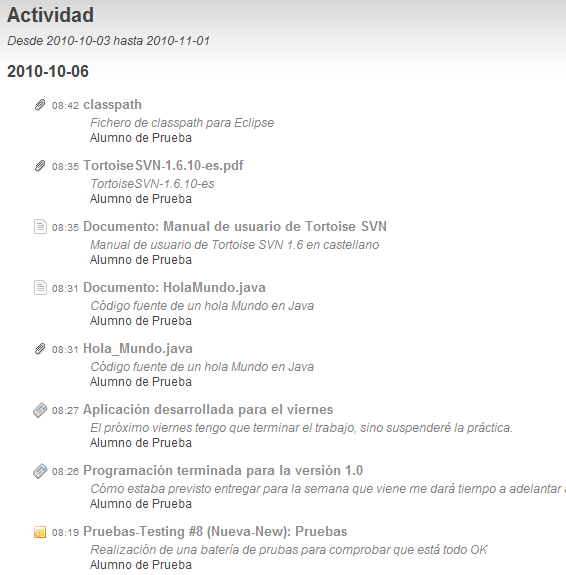 Actividad
Desde 2010-10-03 hasta 2010-11-01
2010-10-06
08:42 classpath
Fichero de classpath para Eclipse
Alumno de Prueba
08:35 TortoiseSVN-1.6.10-es.pdf
TortoiseSVN-1.6.10-es
Alumno de Prueba
08:35 Documento: Manual de usuario de Tortoise SVN
Manual de usuario de Tortoise SVN 1.6 en castellano
Alumno de Prueba
08:31 Documento: HolaMundo.java
Código fuente de un hola Mundo en Java
Alumno de Prueba
08:31 Hola_Mundo.java
Código fuente de un hola Mundo en Java
Alumno de Prueba
08:27 Aplicación desarrollada para el viernes
El próximo viernes tengo que terminar el trabajo, sino suspenderé la práctica.
Alumno de Prueba
08:26 Programación terminada para la versión 1.0
Cómo estaba previsto entregar para la semana que viene me dará tiempo a adelantar
Alumno de Prueba
08:19 Pruebas-Testing #8 (Nueva-New): Pruebas
Realización de una batería de prubas para comprobar que está todo OK
Alumno de Prueba